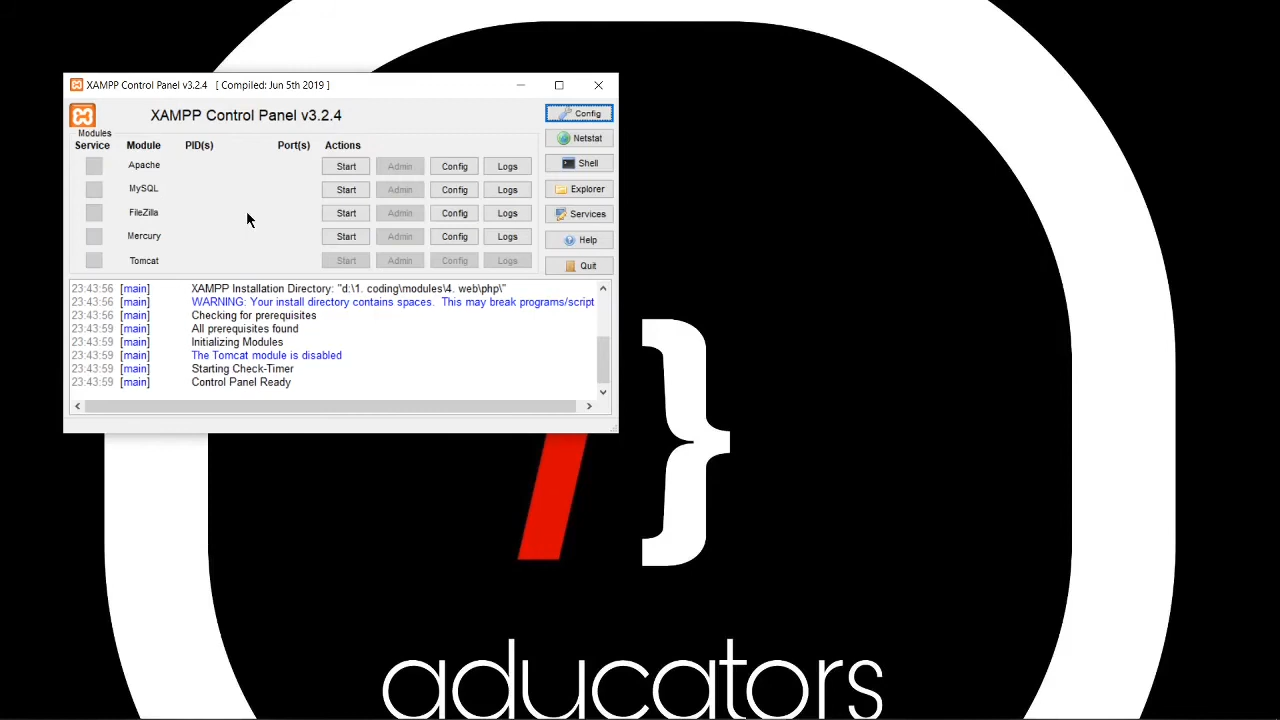 XAMPP Control Panel v3.2.4 [ Compiled: Jun 5th 2019 ]
XAMPP Control Panel v3.2.4
Config
Modules
Service Module PID(s) Port(s) Actions
Netstat
Apache Start Admin Config Logs
Shell
MySQL Start Admin Config Logs
Explorer
FileZilla Start Admin Config Logs
Services
Mercury Start Admin Config Logs
Help
Tomcat Start Admin Config Logs
Quit
23:43:56 [main] XAMPP Installation Directory: "d:\1. coding\modules\4. web\php\"
23:43:56 [main] WARNING: Your install directory contains spaces. This may break programs/script
23:43:56 [main] Checking for prerequisites
23:43:59 [main] All prerequisites found
23:43:59 [main] Initializing Modules
23:43:59 [main] The Tomcat module is disabled
23:43:59 [main] Starting Check-Timer
23:43:59 [main] Control Panel Ready
/ }
aducators